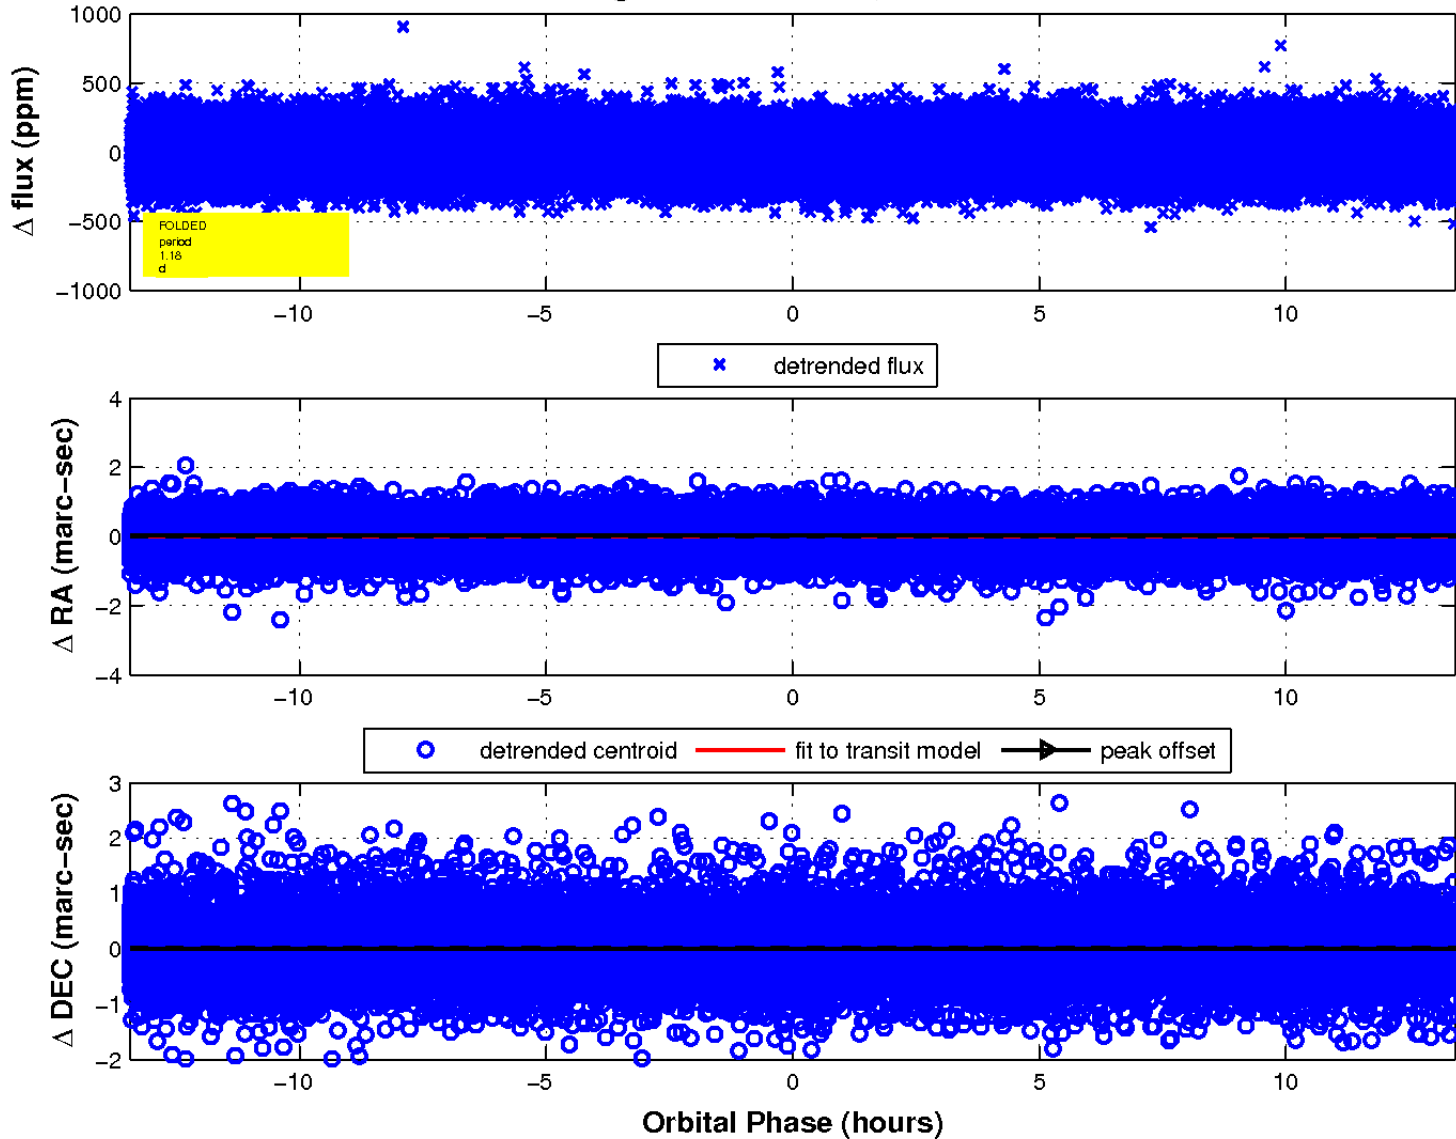 1000
500
0
−500
−1000
Δ flux (ppm)
FOLDED
period
1.18
d
−10
−5
0
5
10
detrended flux
4
2
0
−2
−4
Δ RA (marc−sec)
−10
−5
0
5
10
detrended centroid
fit to transit model
peak offset
3
2
1
0
−1
−2
Δ DEC (marc−sec)
−10
−5
0
5
10
Orbital Phase (hours)